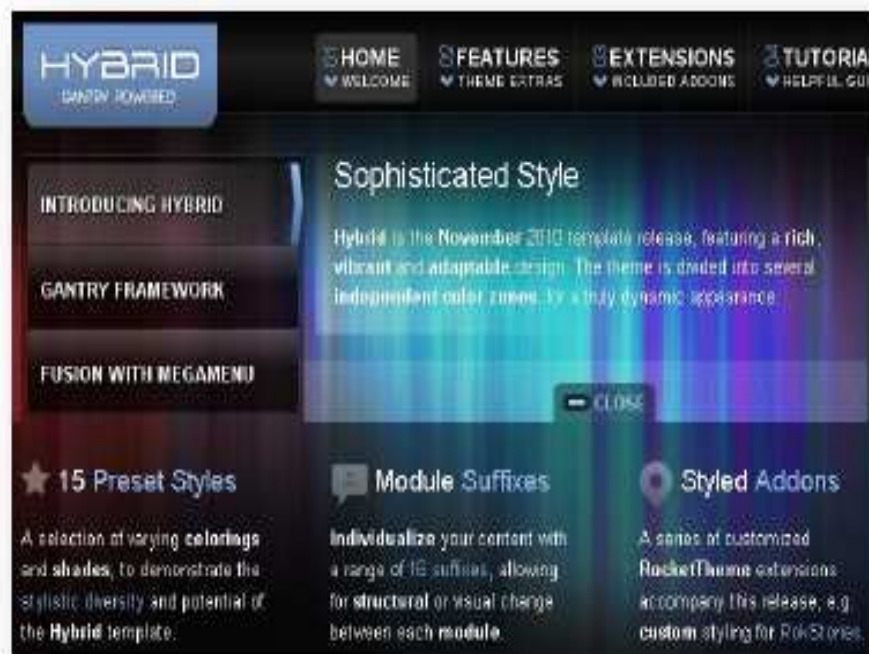 HYBRID
GANTRY POWERED
HOME
WELCOME
FEATURES
THEME EXTRAS
EXTENSIONS
INCLUDED ADDONS
TUTORIA
HELPFUL GUI
INTRODUCING HYBRID
GANTRY FRAMEWORK
FUSION WITH MEGAMENU
Sophisticated Style
Hybrid is the November 2010 template release, featuring a rich,
vibrant and adaptable design. The theme is divided into several
independent color zones, for a truly dynamic appearance.
CLOSE
15 Preset Styles
A selection of varying colorings
and shades, to demonstrate the
stylistic diversity and potential of
the Hybrid template.
Module Suffixes
Individualize your content with
a range of 16 suffixes, allowing
for structural or visual change
between each module.
Styled Addons
A series of customized
RocketTheme extensions
accompany this release, e.g.
custom styling for RokStories.